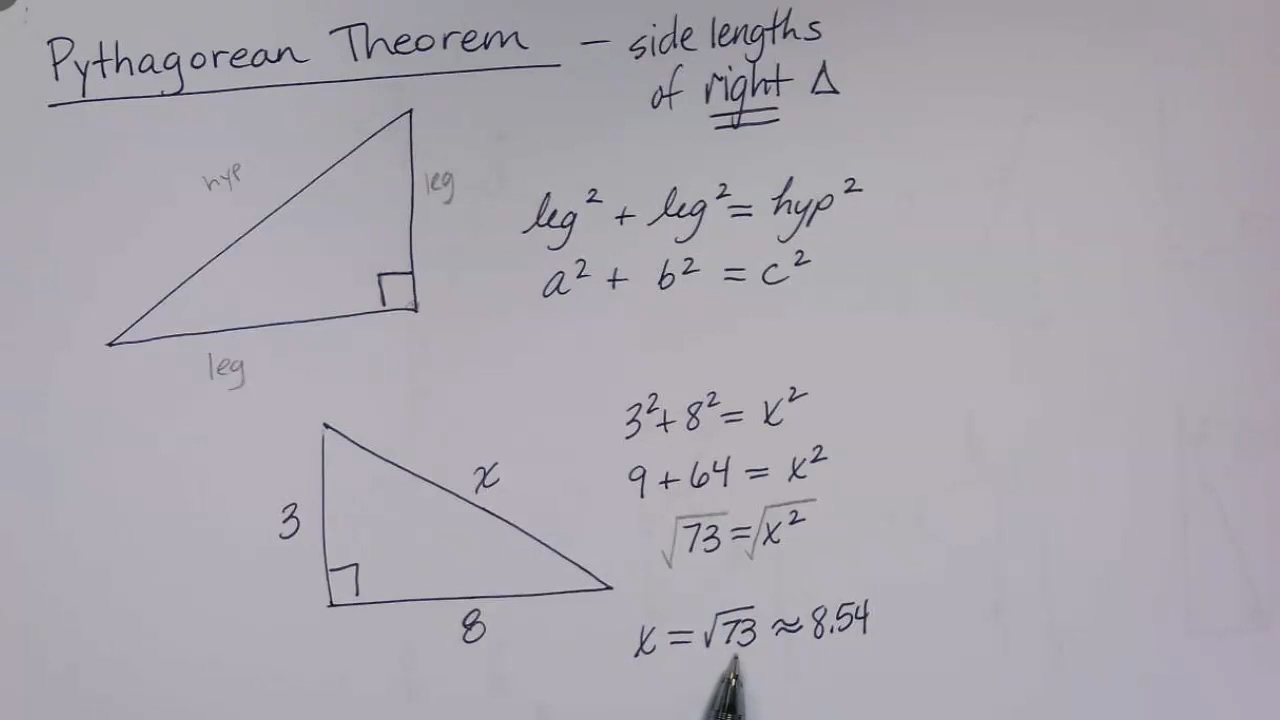 Pythagorean Theorem – side lengths
of right Δ
hyp
leg
leg
leg² + leg² = hyp²
a² + b² = c²
3
x
8
3² + 8² = x²
9 + 64 = x²
√73 = √x²
x = √73 ≈ 8.54